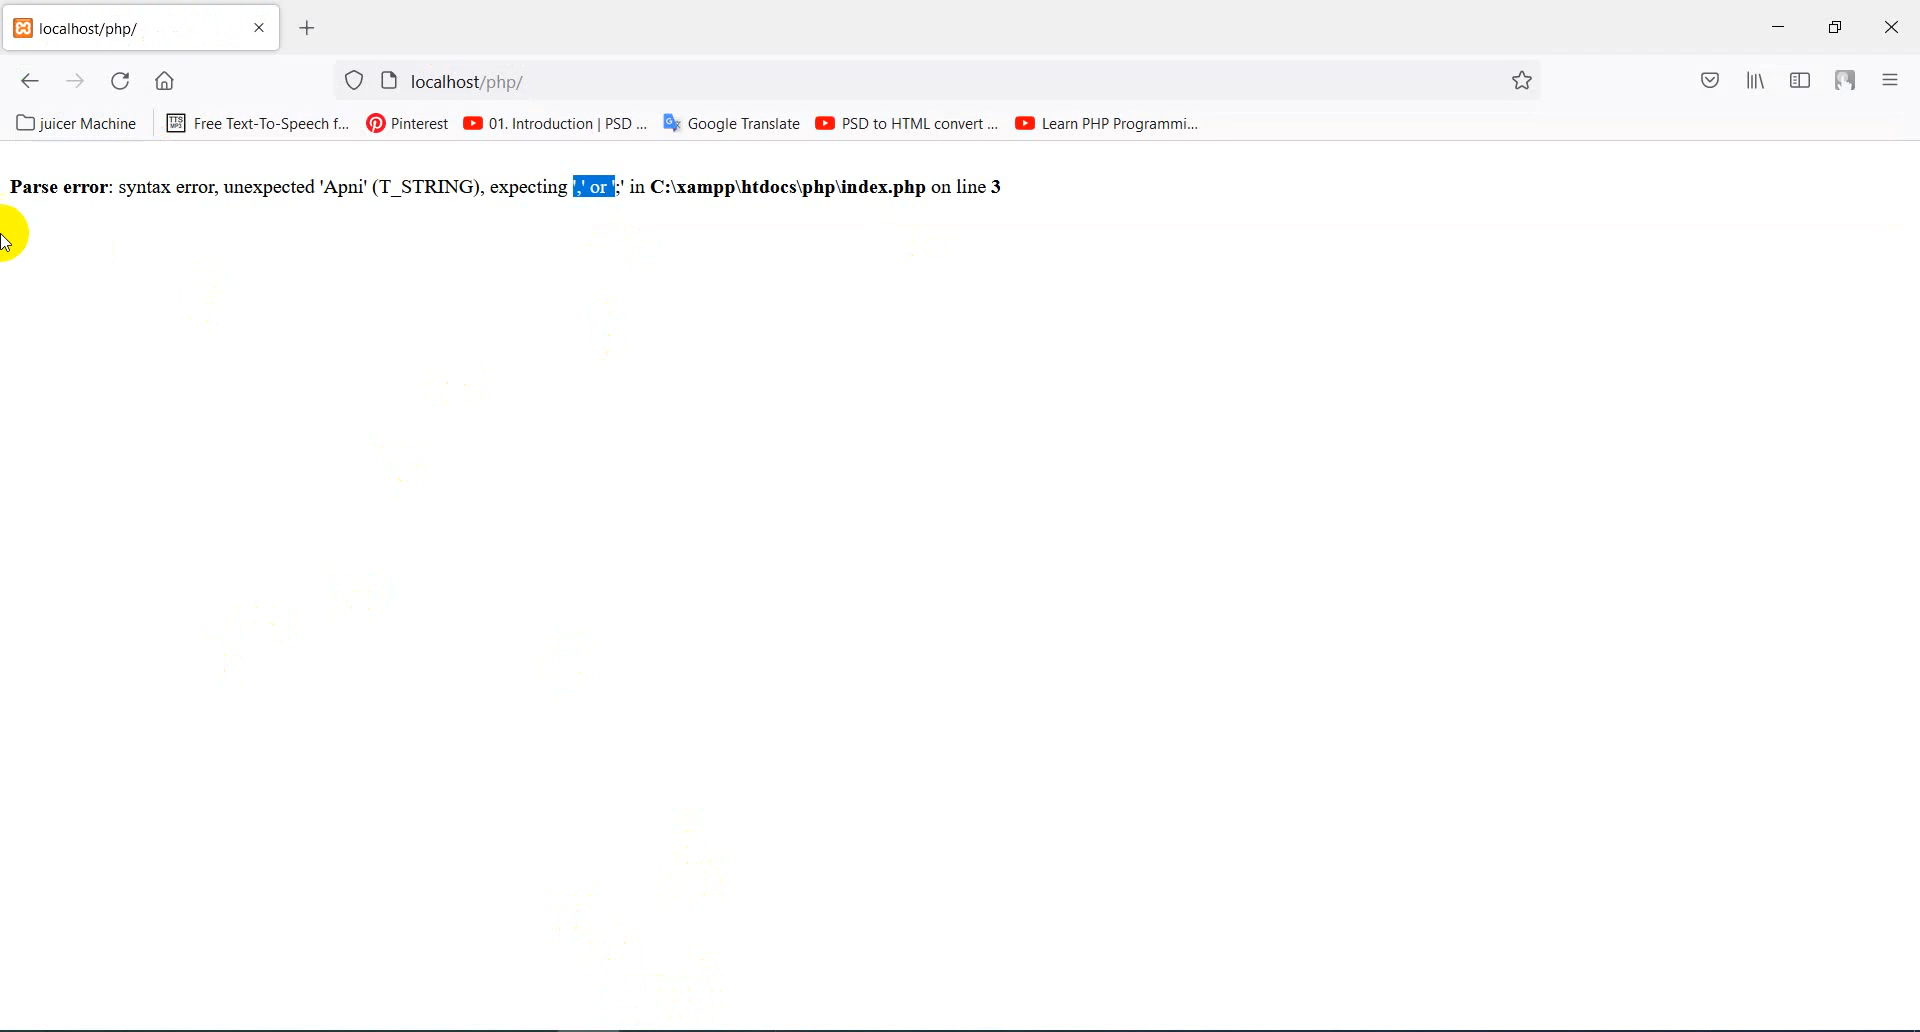 localhost/php/
localhost/php/
juicer Machine
Free Text-To-Speech f...
Pinterest
01. Introduction | PSD ...
Google Translate
PSD to HTML convert ...
Learn PHP Programmi...
Parse error: syntax error, unexpected 'Apni' (T_STRING), expecting ',' or ';' in C:\xampp\htdocs\php\index.php on line 3